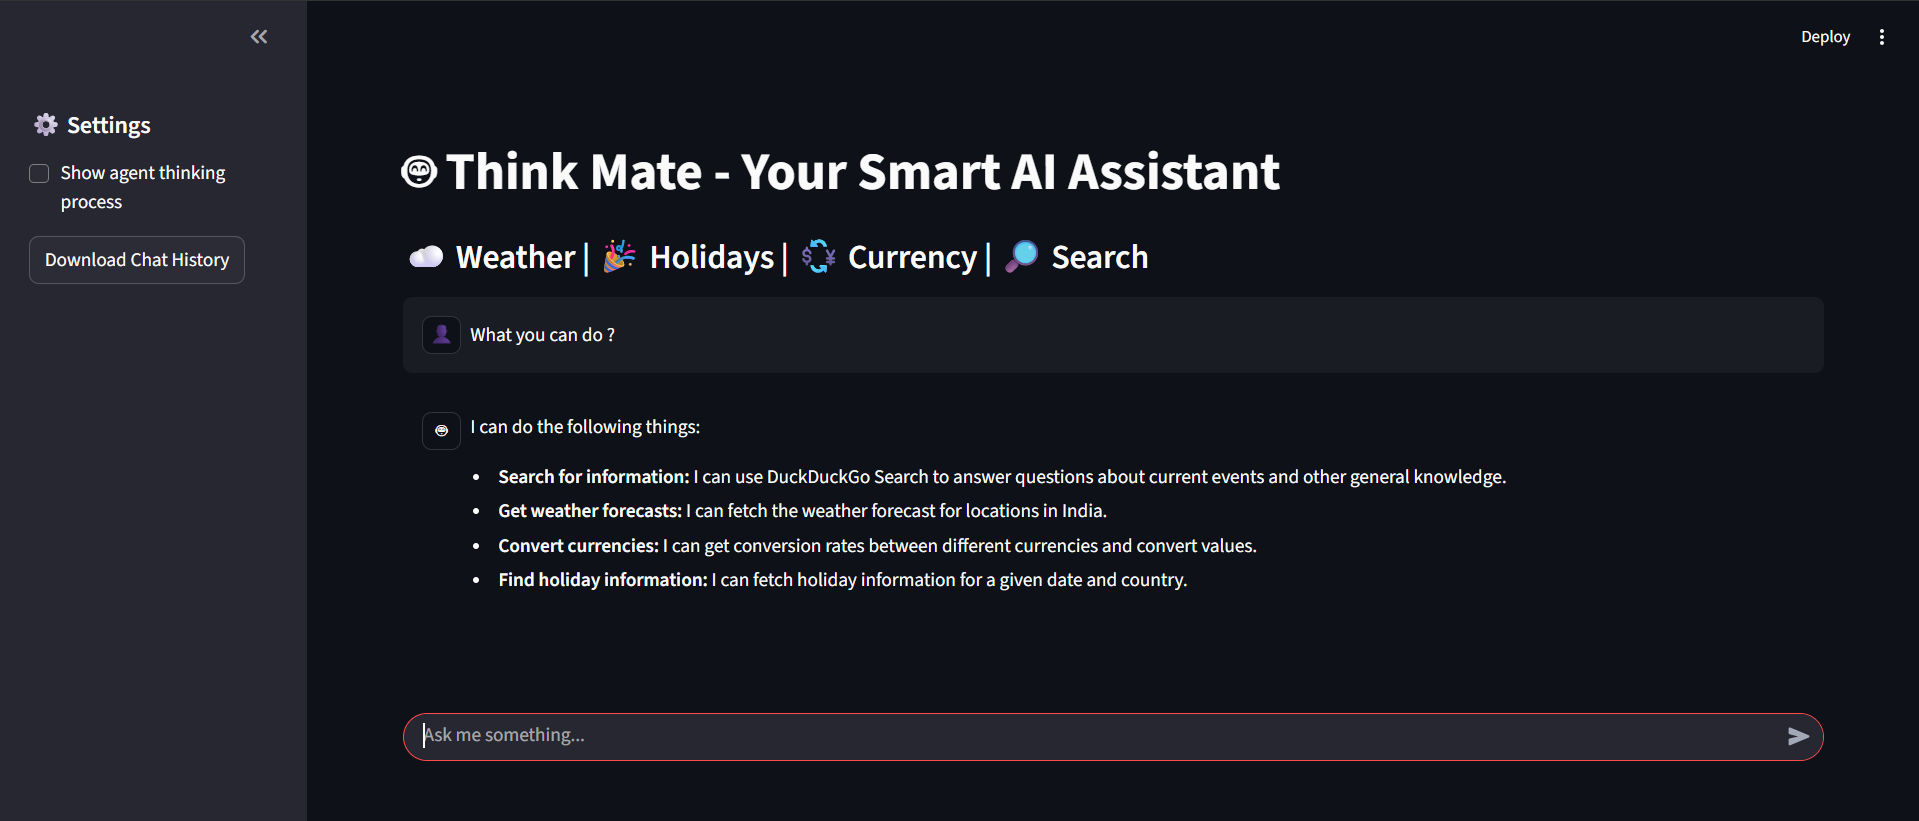 Deploy
Settings
Show agent thinking
process
Download Chat History
Think Mate - Your Smart AI Assistant
Weather | Holidays | Currency | Search
What you can do ?
I can do the following things:
• Search for information: I can use DuckDuckGo Search to answer questions about current events and other general knowledge.
• Get weather forecasts: I can fetch the weather forecast for locations in India.
• Convert currencies: I can get conversion rates between different currencies and convert values.
• Find holiday information: I can fetch holiday information for a given date and country.
Ask me something...